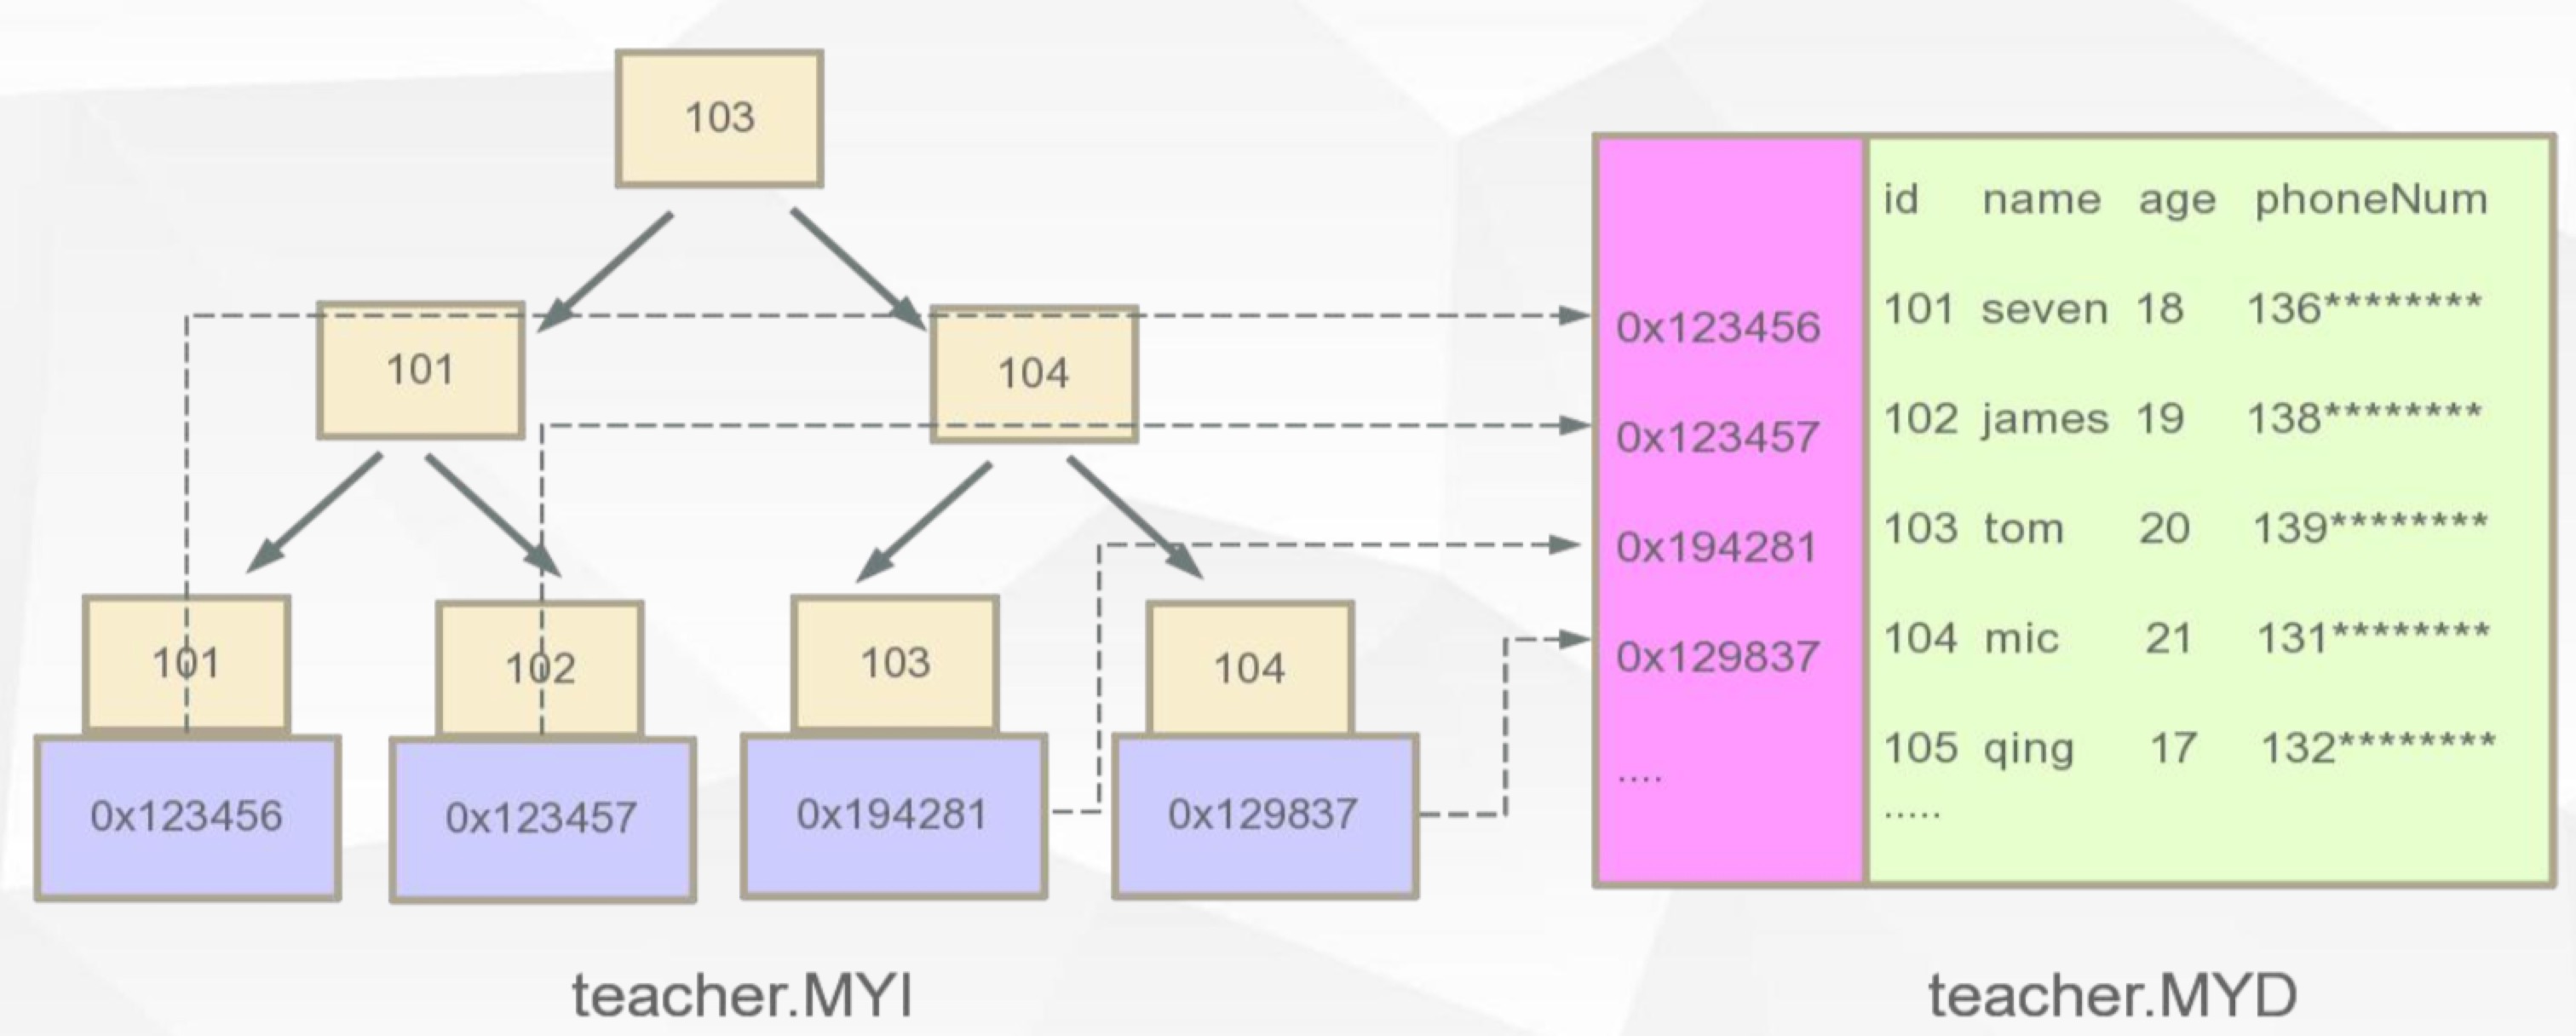 103
101
104
101
102
103
104
0x123456
0x123457
0x194281
0x129837
teacher.MYI
id name age phoneNum
0x123456 101 seven 18 136********
0x123457 102 james 19 138********
0x194281 103 tom 20 139********
0x129837 104 mic 21 131********
.... 105 qing 17 132********
.....
teacher.MYD